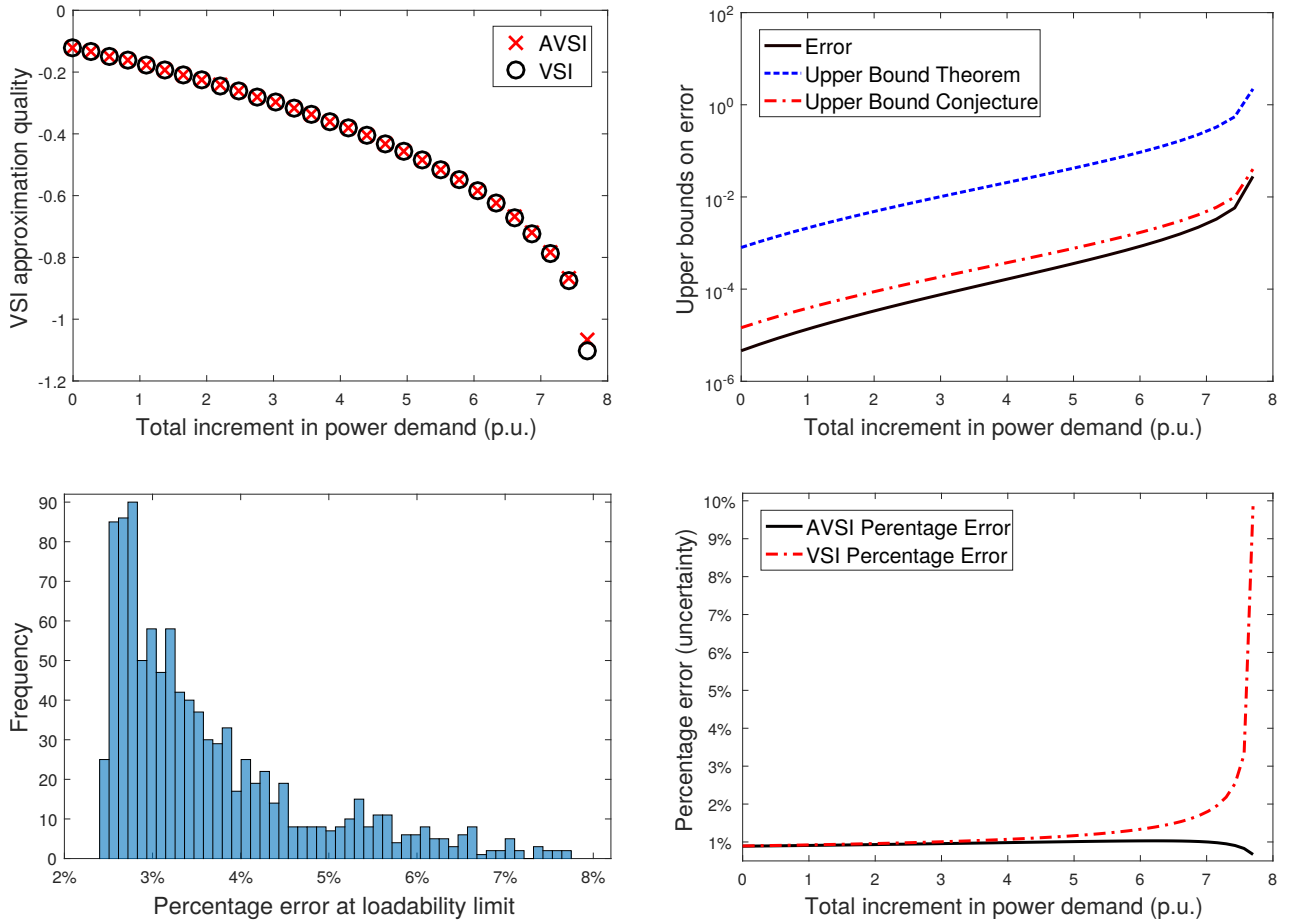 VSI approximation quality
0
-0.2
-0.4
-0.6
-0.8
-1
-1.2
AVSI
VSI
0 1 2 3 4 5 6 7 8
Total increment in power demand (p.u.)
Upper bounds on error
10^2
10^0
10^-2
10^-4
10^-6
Error
Upper Bound Theorem
Upper Bound Conjecture
0 1 2 3 4 5 6 7 8
Total increment in power demand (p.u.)
Frequency
90
80
70
60
50
40
30
20
10
0
2% 3% 4% 5% 6% 7% 8%
Percentage error at loadability limit
Percentage error (uncertainty)
10%
9%
8%
7%
6%
5%
4%
3%
2%
1%
AVSI Perentage Error
VSI Percentage Error
0 1 2 3 4 5 6 7 8
Total increment in power demand (p.u.)